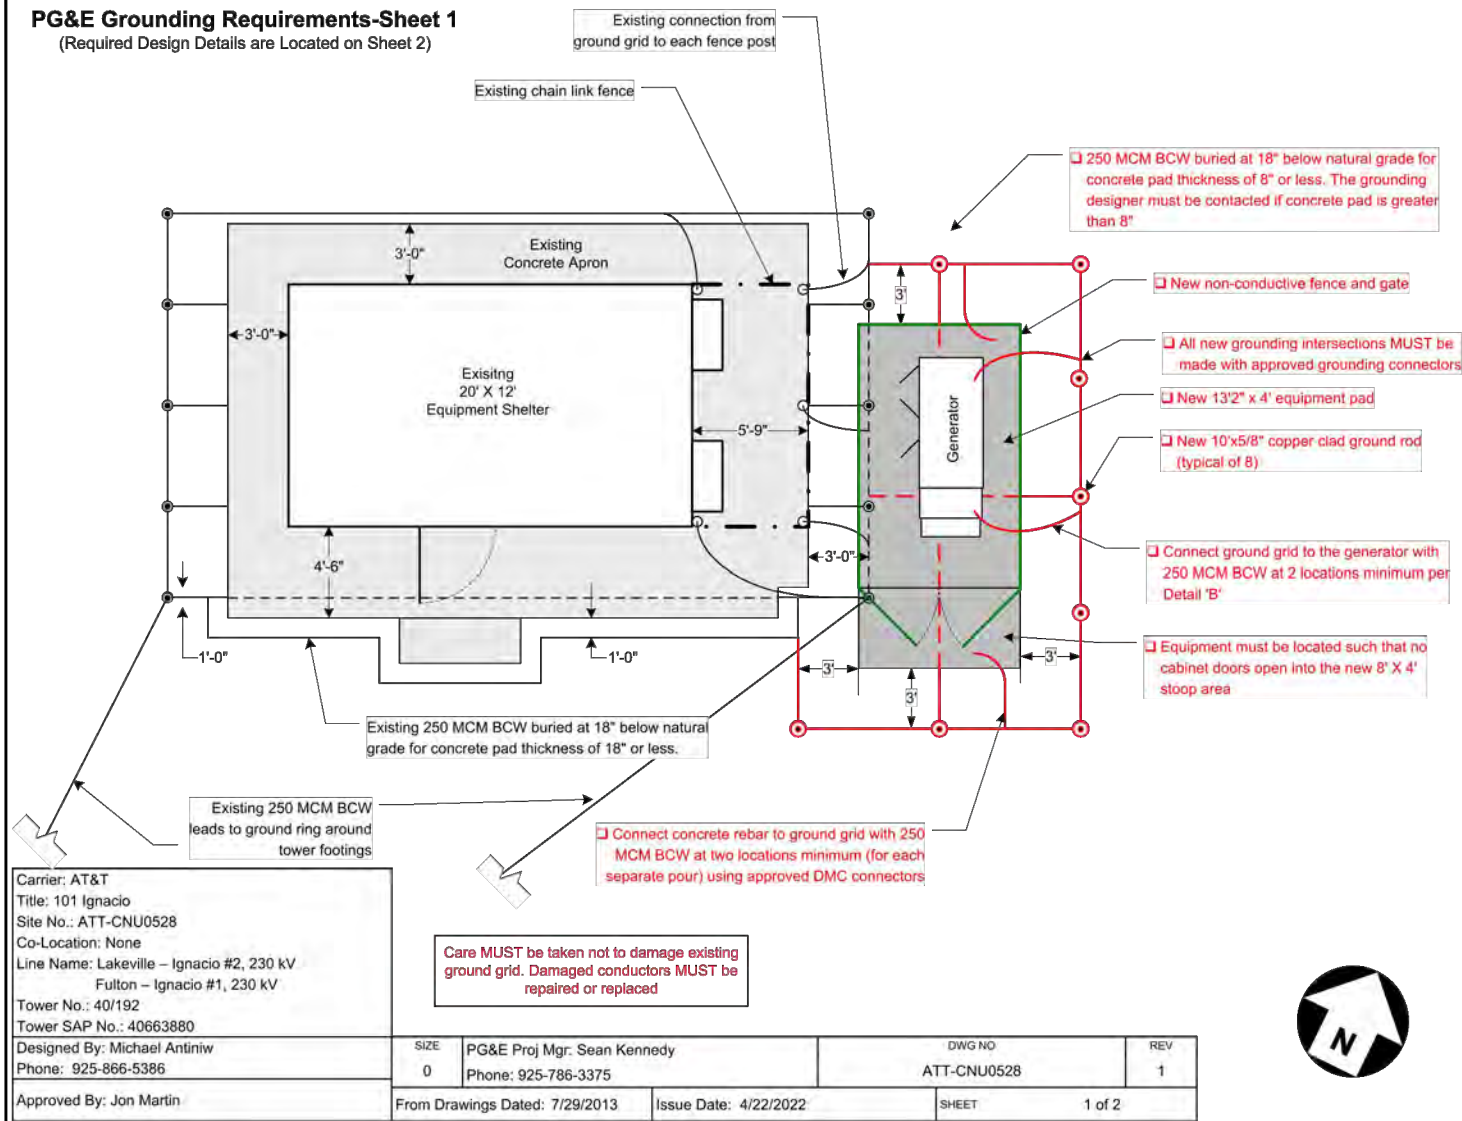 PG&E Grounding Requirements-Sheet 1
(Required Design Details are Located on Sheet 2)
Existing connection from
ground grid to each fence post
Existing chain link fence
❑ 250 MCM BCW buried at 18" below natural grade for
concrete pad thickness of 8" or less. The grounding
designer must be contacted if concrete pad is greater
than 8"
3'-0"
Existing
Concrete Apron
❑ New non-conductive fence and gate
3'
3'-0"
❑ All new grounding intersections MUST be
made with approved grounding connectors
Exisitng
20' X 12'
Equipment Shelter
❑ New 13'2" x 4' equipment pad
5'-9"
Generator
❑ New 10'x5/8" copper clad ground rod
(typical of 8)
4'-6"
3'-0"
❑ Connect ground grid to the generator with
250 MCM BCW at 2 locations minimum per
Detail 'B'
1'-0"
1'-0"
3'
3'
3'
❑ Equipment must be located such that no
cabinet doors open into the new 8' X 4'
stoop area
Existing 250 MCM BCW buried at 18" below natural
grade for concrete pad thickness of 18" or less.
Existing 250 MCM BCW
leads to ground ring around
tower footings
❑ Connect concrete rebar to ground grid with 250
MCM BCW at two locations minimum (for each
separate pour) using approved DMC connectors
Carrier: AT&T
Title: 101 Ignacio
Site No.: ATT-CNU0528
Co-Location: None
Line Name: Lakeville – Ignacio #2, 230 kV
Fulton – Ignacio #1, 230 kV
Tower No.: 40/192
Tower SAP No.: 40663880
Care MUST be taken not to damage existing
ground grid. Damaged conductors MUST be
repaired or replaced
N
Designed By: Michael Antiniw
Phone: 925-866-5386
SIZE
0
PG&E Proj Mgr: Sean Kennedy
Phone: 925-786-3375
DWG NO
ATT-CNU0528
REV
1
Approved By: Jon Martin
From Drawings Dated: 7/29/2013
Issue Date: 4/22/2022
SHEET 1 of 2